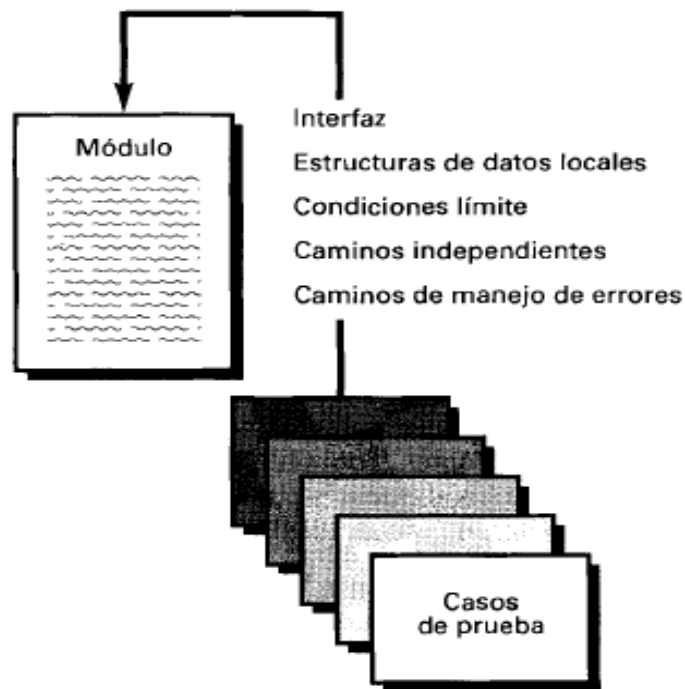 Módulo
Interfaz
Estructuras de datos locales
Condiciones límite
Caminos independientes
Caminos de manejo de errores
Casos
de prueba